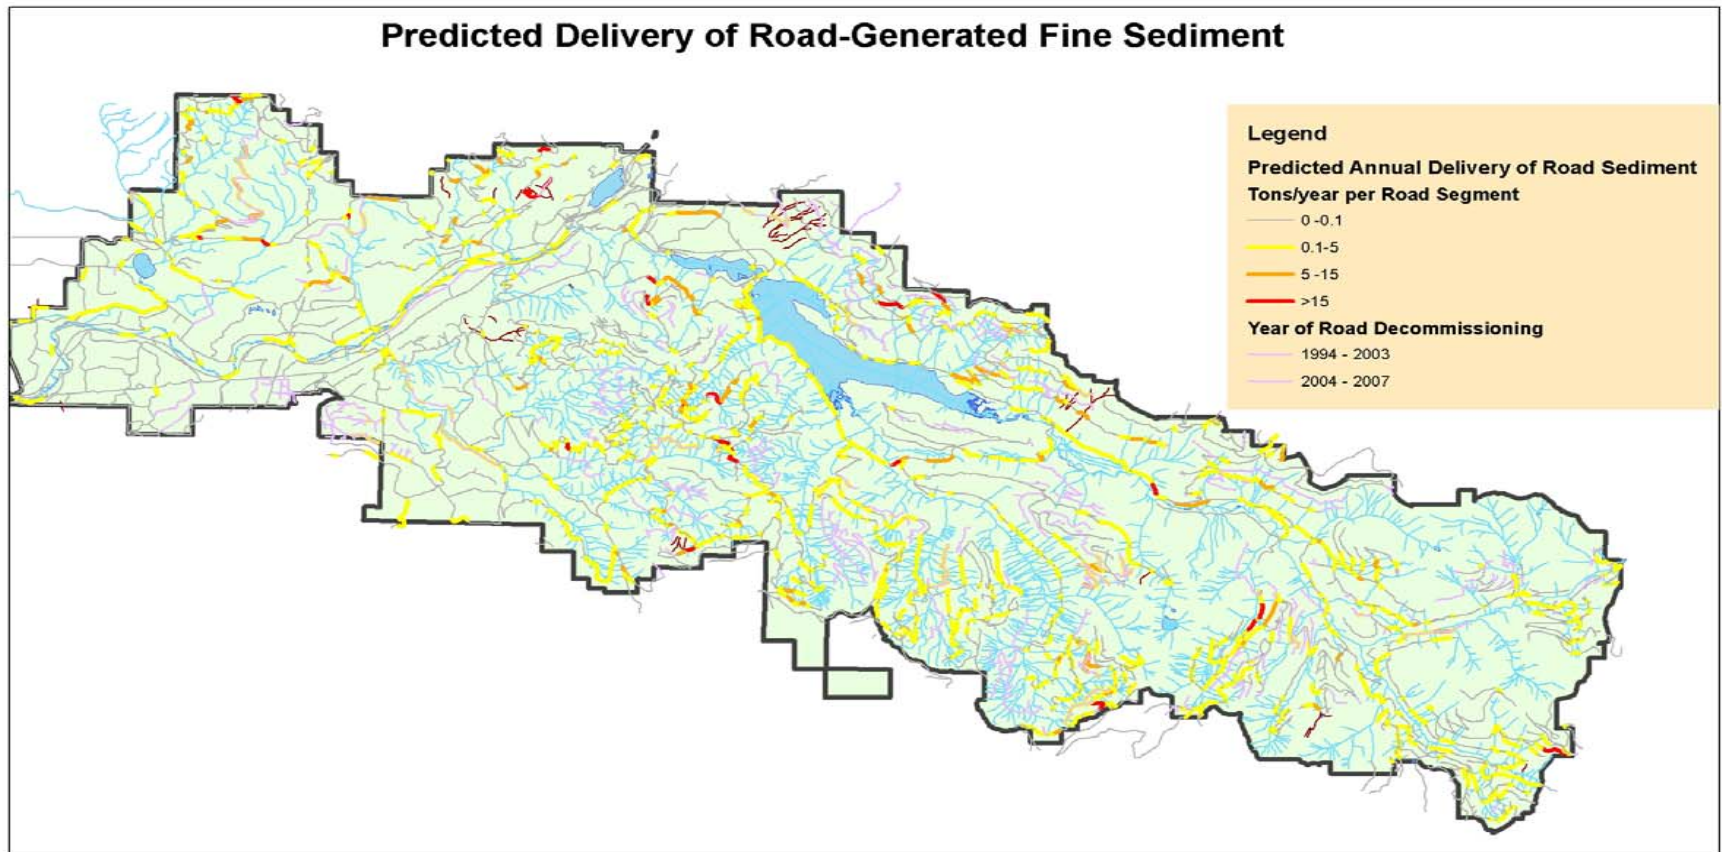 Predicted Delivery of Road-Generated Fine Sediment
Legend
Predicted Annual Delivery of Road Sediment
Tons/year per Road Segment
0 -0.1
0.1-5
5 -15
>15
Year of Road Decommissioning
1994 - 2003
2004 - 2007